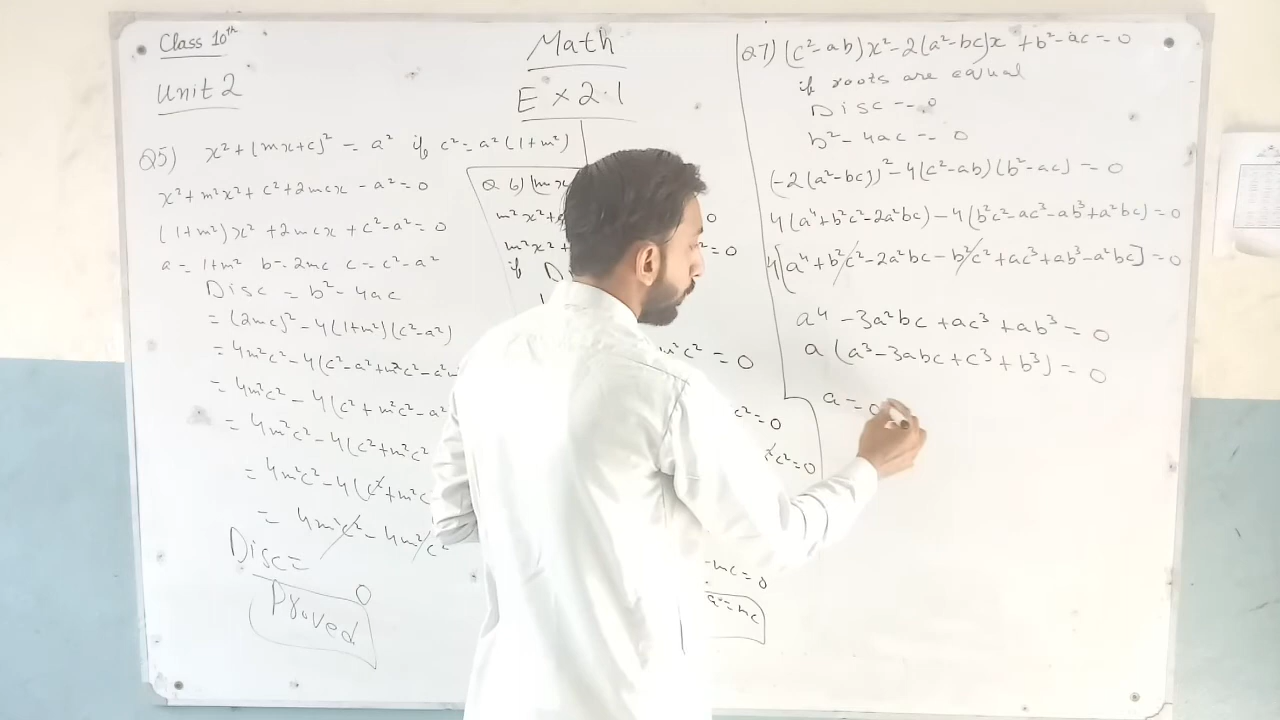 Class 10th
Unit 2
Math
Ex 2.1
Q5) x² + (mx+c)² = a² if c² = a²(1+m²)
x² + m²x² + c² + 2mcx - a² = 0
(1+m²)x² + 2mcx + c² - a² = 0
a = 1+m² b = 2mc c = c² - a²
Disc = b² - 4ac
= (2mc)² - 4(1+m²)(c² - a²)
= 4m²c² - 4(c² - a² + m²c² - a²m
= 4m²c² - 4(c² + m²c² - a²
= 4m²c² - 4(c² + m²c²
= 4m²c² - 4(c² + m²c
= 4m²c² - 4m²c²
Disc = 0
Proved
Q6) (mx
m²x² + 0
m²x² + ² = 0
if D
m²c² = 0
c² = 0
c² = 0
-mc = 0
Q7) (c² - ab)x² - 2(a² - bc)x + b² - ac = 0
if roots are equal
Disc = 0
b² - 4ac = 0
(-2(a² - bc))² - 4(c² - ab)(b² - ac) = 0
4(a⁴ + b²c² - 2a²bc) - 4(b²c² - ac³ - ab³ + a²bc) = 0
4[a⁴ + b²c² - 2a²bc - b²c² + ac³ + ab³ - a²bc] = 0
a⁴ - 3a²bc + ac³ + ab³ = 0
a(a³ - 3abc + c³ + b³) = 0
a = 0